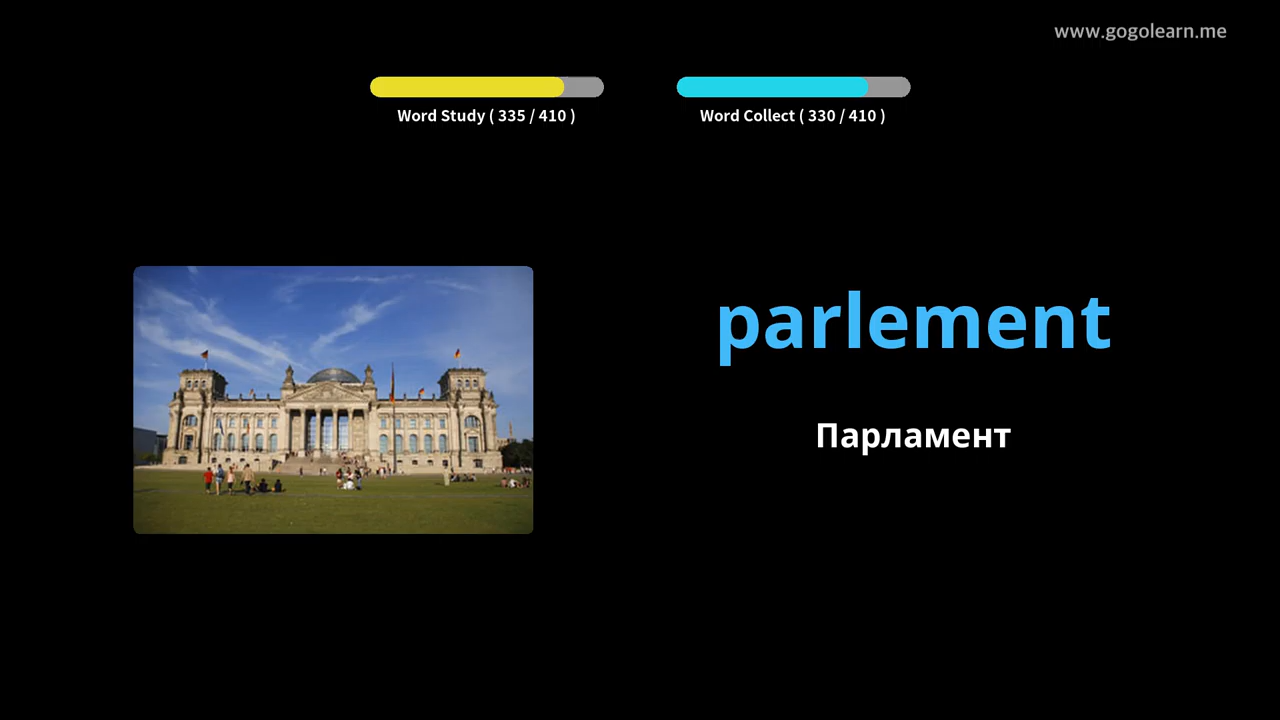 www.gogolearn.me
Word Study ( 335 / 410 )
Word Collect ( 330 / 410 )
parlement
Парламент